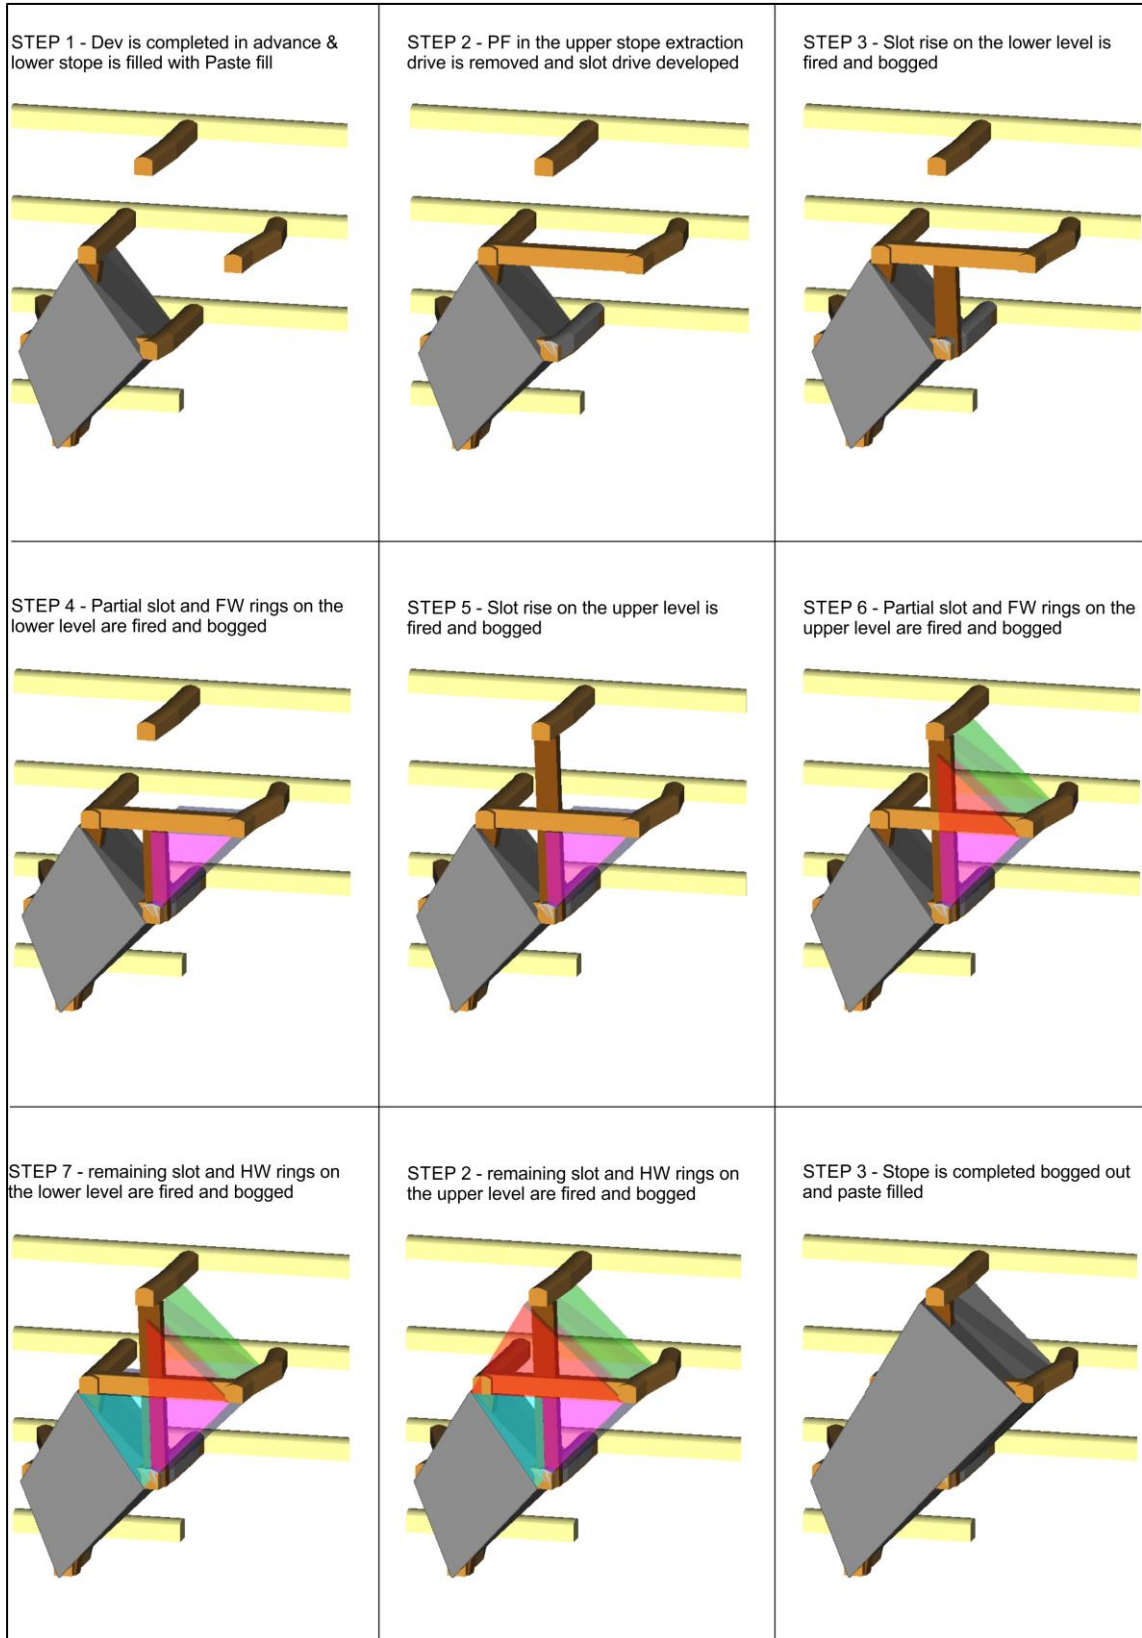 STEP 1 - Dev is completed in advance &
lower stope is filled with Paste fill
STEP 2 - PF in the upper stope extraction
drive is removed and slot drive developed
STEP 3 - Slot rise on the lower level is
fired and bogged
STEP 4 - Partial slot and FW rings on the
lower level are fired and bogged
STEP 5 - Slot rise on the upper level is
fired and bogged
STEP 6 - Partial slot and FW rings on the
upper level are fired and bogged
STEP 7 - remaining slot and HW rings on
the lower level are fired and bogged
STEP 2 - remaining slot and HW rings on
the upper level are fired and bogged
STEP 3 - Stope is completed bogged out
and paste filled